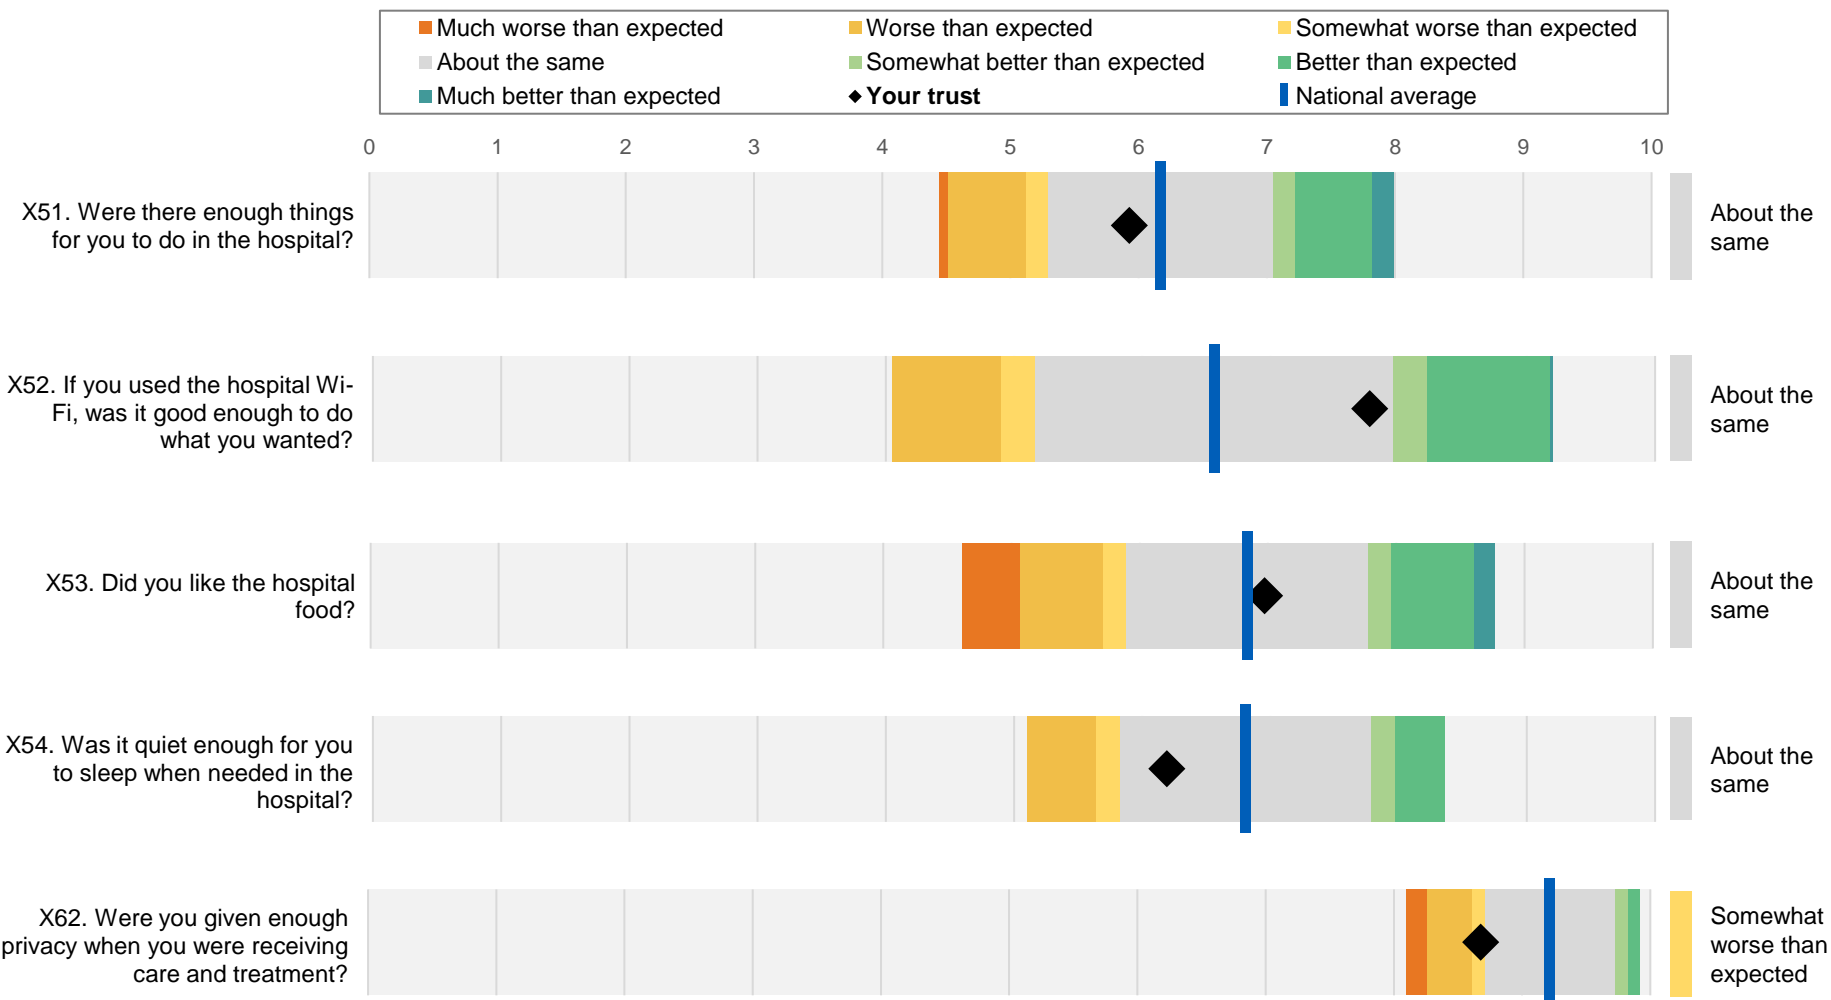 Much worse than expected
Worse than expected
Somewhat worse than expected
About the same
Somewhat better than expected
Better than expected
Much better than expected
Your trust
National average
0 1 2 3 4 5 6 7 8 9 10
X51. Were there enough things
for you to do in the hospital?
About the
same
X52. If you used the hospital Wi-
Fi, was it good enough to do
what you wanted?
About the
same
X53. Did you like the hospital
food?
About the
same
X54. Was it quiet enough for you
to sleep when needed in the
hospital?
About the
same
X62. Were you given enough
privacy when you were receiving
care and treatment?
Somewhat
worse than
expected